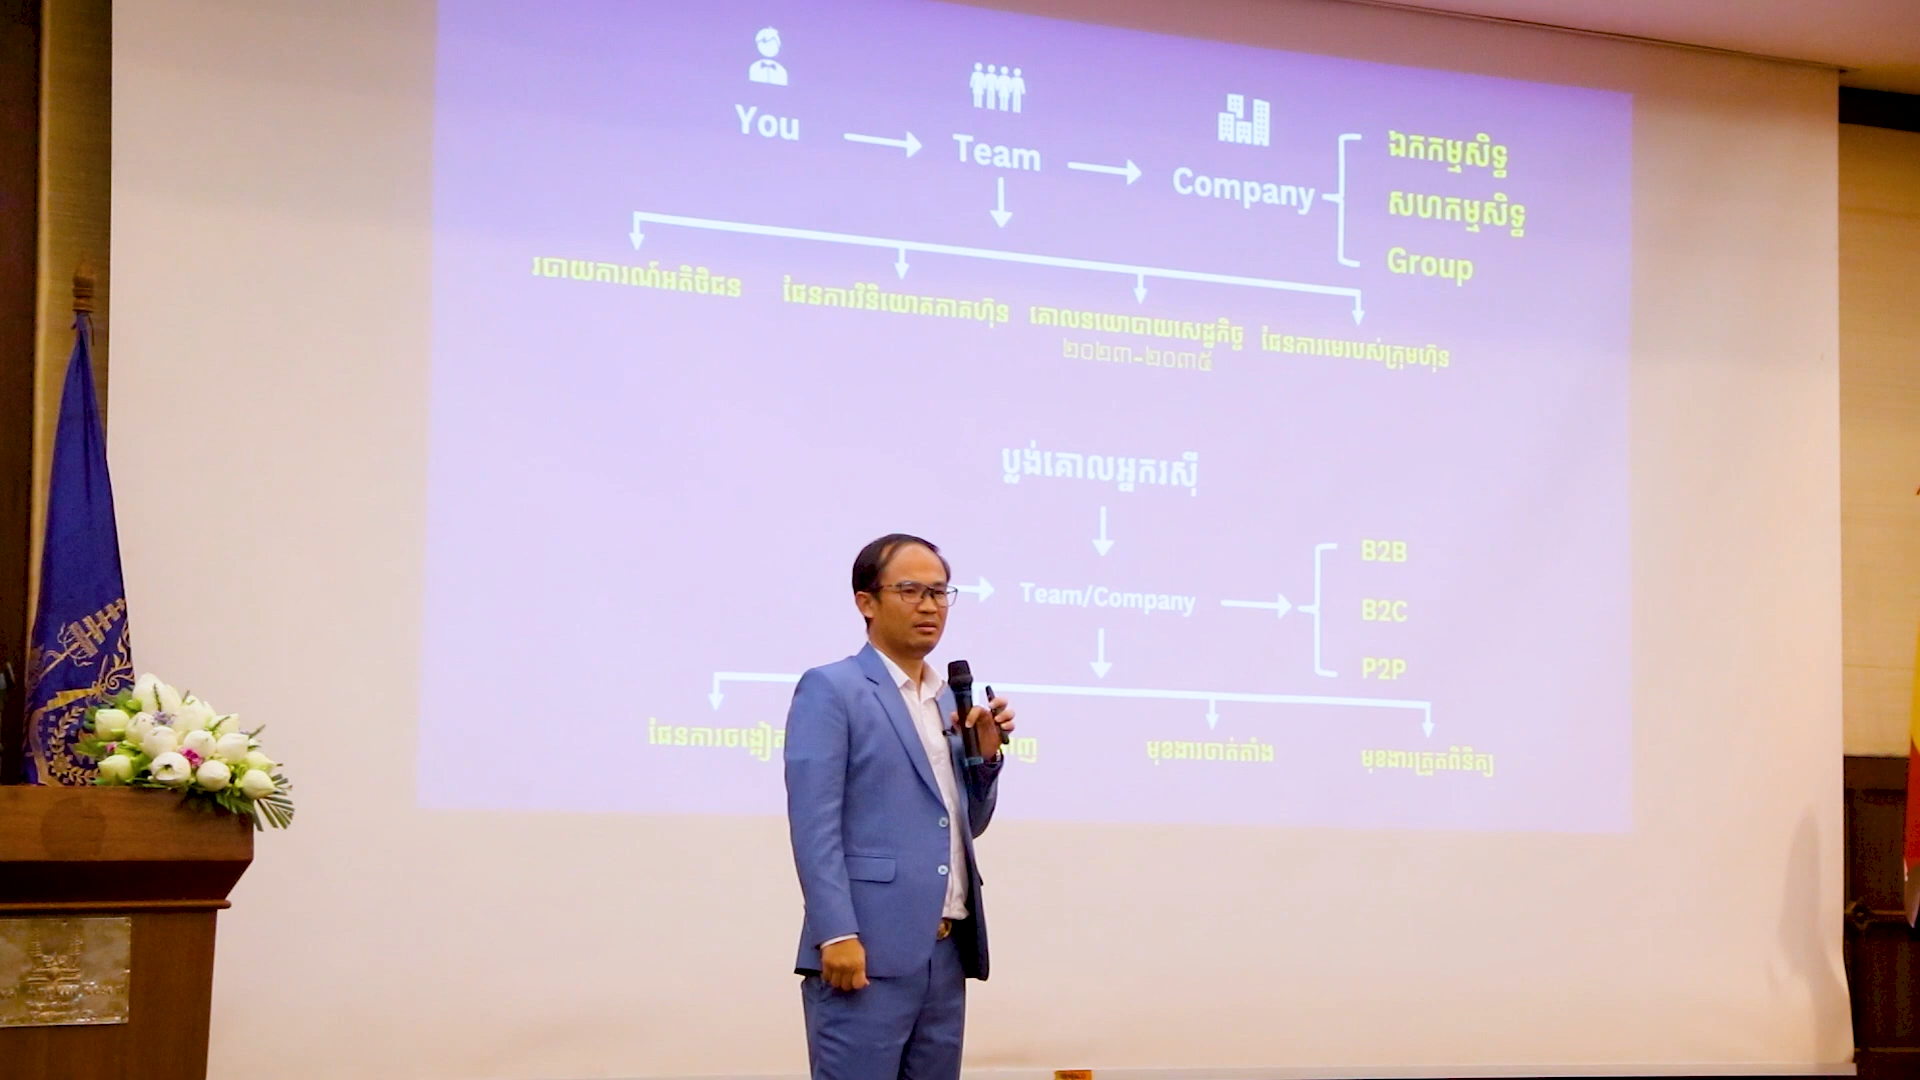 You
Team
Company
ឯកកម្មសិទ្ធ
សហកម្មសិទ្ធ
Group
របាយការណ៍អតិថិជន
ផែនការវិនិយោគភាគហ៊ុន
គោលនយោបាយសេដ្ឋកិច្ច
២០២៣-២០៣៥
ផែនការមេរបស់ក្រុមហ៊ុន
ប្លង់គោលអ្នករស៊ី
Team/Company
B2B
B2C
P2P
ផែនការចង្អៀត
មុខងារចាត់តាំង
មុខងារត្រួតពិនិត្យ